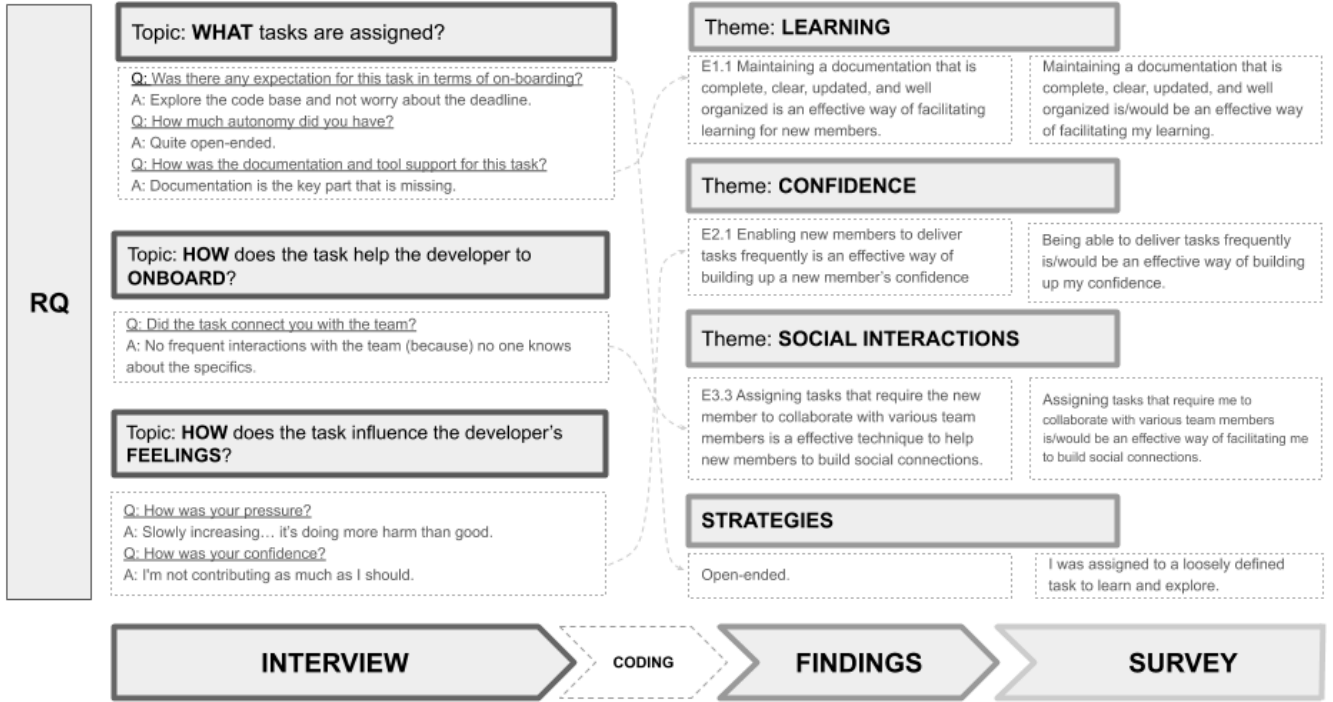 RQ
Topic: WHAT tasks are assigned?
Q: Was there any expectation for this task in terms of on-boarding?
A: Explore the code base and not worry about the deadline.
Q: How much autonomy did you have?
A: Quite open-ended.
Q: How was the documentation and tool support for this task?
A: Documentation is the key part that is missing.
Topic: HOW does the task help the developer to
ONBOARD?
Q: Did the task connect you with the team?
A: No frequent interactions with the team (because) no one knows
about the specifics.
Topic: HOW does the task influence the developer's
FEELINGS?
Q: How was your pressure?
A: Slowly increasing… it's doing more harm than good.
Q: How was your confidence?
A: I'm not contributing as much as I should.
Theme: LEARNING
E1.1 Maintaining a documentation that is
complete, clear, updated, and well
organized is an effective way of facilitating
learning for new members.
Maintaining a documentation that is
complete, clear, updated, and well
organized is/would be an effective way
of facilitating my learning.
Theme: CONFIDENCE
E2.1 Enabling new members to deliver
tasks frequently is an effective way of
building up a new member's confidence
Being able to deliver tasks frequently
is/would be an effective way of building
up my confidence.
Theme: SOCIAL INTERACTIONS
E3.3 Assigning tasks that require the new
member to collaborate with various team
members is a effective technique to help
new members to build social connections.
Assigning tasks that require me to
collaborate with various team members
is/would be an effective way of facilitating me
to build social connections.
STRATEGIES
Open-ended.
I was assigned to a loosely defined
task to learn and explore.
INTERVIEW
CODING
FINDINGS
SURVEY